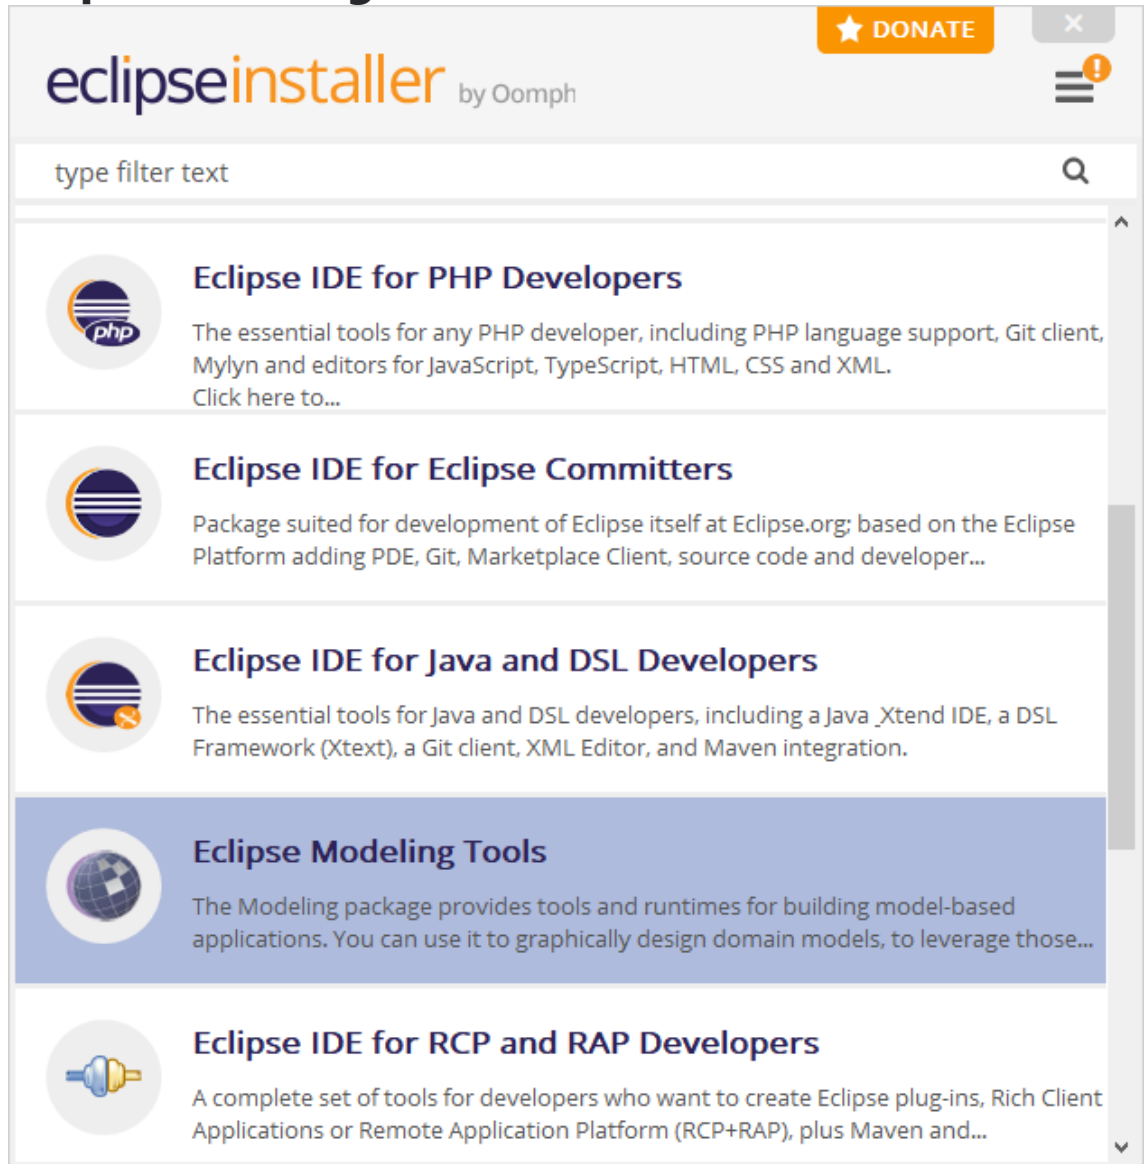 DONATE
eclipseinstaller by Oomph
type filter text
Eclipse IDE for PHP Developers
The essential tools for any PHP developer, including PHP language support, Git client,
Mylyn and editors for JavaScript, TypeScript, HTML, CSS and XML.
Click here to...
php
Eclipse IDE for Eclipse Committers
Package suited for development of Eclipse itself at Eclipse.org; based on the Eclipse
Platform adding PDE, Git, Marketplace Client, source code and developer...
Eclipse IDE for Java and DSL Developers
The essential tools for Java and DSL developers, including a Java _Xtend IDE, a DSL
Framework (Xtext), a Git client, XML Editor, and Maven integration.
Eclipse Modeling Tools
The Modeling package provides tools and runtimes for building model-based
applications. You can use it to graphically design domain models, to leverage those...
Eclipse IDE for RCP and RAP Developers
A complete set of tools for developers who want to create Eclipse plug-ins, Rich Client
Applications or Remote Application Platform (RCP+RAP), plus Maven and...